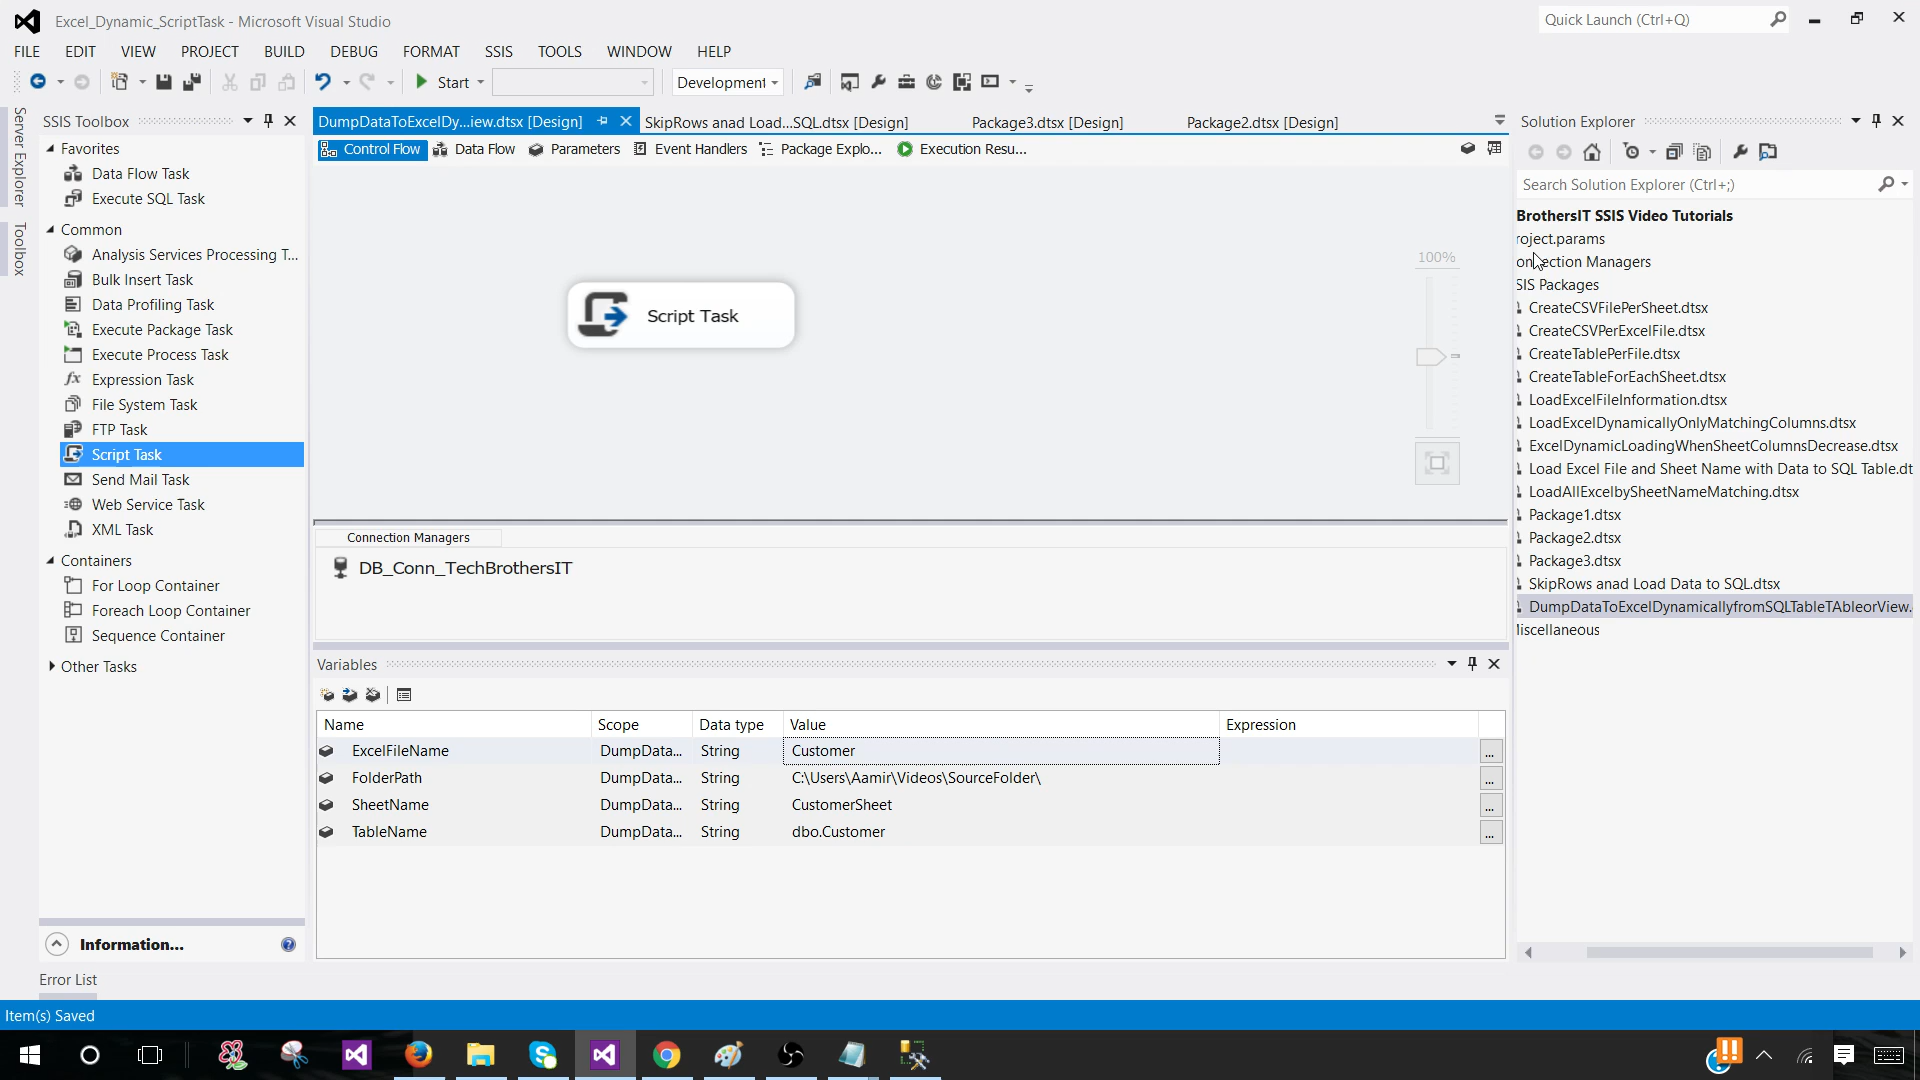 Excel_Dynamic_ScriptTask - Microsoft Visual Studio
Quick Launch (Ctrl+Q)
FILE EDIT VIEW PROJECT BUILD DEBUG FORMAT SSIS TOOLS WINDOW HELP
Start
Development
Server Explorer
Toolbox
SSIS Toolbox
Favorites
Data Flow Task
Execute SQL Task
Common
Analysis Services Processing T...
Bulk Insert Task
Data Profiling Task
Execute Package Task
Execute Process Task
Expression Task
File System Task
FTP Task
Script Task
Send Mail Task
Web Service Task
XML Task
Containers
For Loop Container
Foreach Loop Container
Sequence Container
Other Tasks
Information...
Error List
DumpDataToExcelDy...iew.dtsx [Design]
SkipRows anad Load...SQL.dtsx [Design]
Package3.dtsx [Design]
Package2.dtsx [Design]
Control Flow
Data Flow
Parameters
Event Handlers
Package Explo...
Execution Resu...
100%
Script Task
Connection Managers
DB_Conn_TechBrothersIT
Variables
Name Scope Data type Value Expression
ExcelFileName DumpData... String Customer ...
FolderPath DumpData... String C:\Users\Aamir\Videos\SourceFolder\ ...
SheetName DumpData... String CustomerSheet ...
TableName DumpData... String dbo.Customer ...
Solution Explorer
Search Solution Explorer (Ctrl+;)
BrothersIT SSIS Video Tutorials
roject.params
onnection Managers
SIS Packages
CreateCSVFilePerSheet.dtsx
CreateCSVPerExcelFile.dtsx
CreateTablePerFile.dtsx
CreateTableForEachSheet.dtsx
LoadExcelFileInformation.dtsx
LoadExcelDynamicallyOnlyMatchingColumns.dtsx
ExcelDynamicLoadingWhenSheetColumnsDecrease.dtsx
Load Excel File and Sheet Name with Data to SQL Table.dt
LoadAllExcelbySheetNameMatching.dtsx
Package1.dtsx
Package2.dtsx
Package3.dtsx
SkipRows anad Load Data to SQL.dtsx
DumpDataToExcelDynamicallyfromSQLTableTAbleorView.
iscellaneous
Item(s) Saved